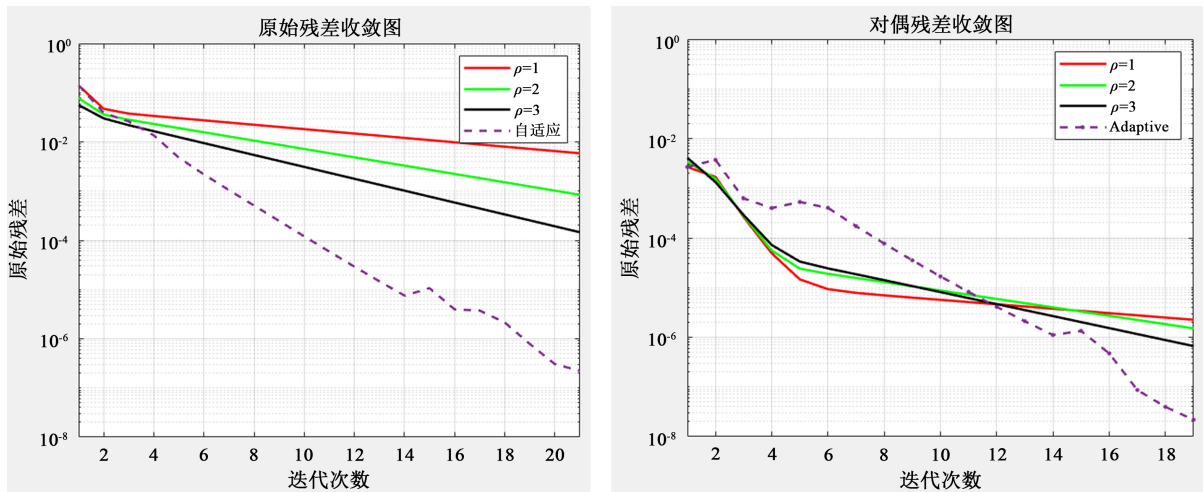 原始残差收敛图
10^0
10^-2
10^-4
10^-6
10^-8
原始残差
ρ=1
ρ=2
ρ=3
自适应
2 4 6 8 10 12 14 16 18 20
迭代次数
对偶残差收敛图
10^0
10^-2
10^-4
10^-6
10^-8
原始残差
ρ=1
ρ=2
ρ=3
Adaptive
2 4 6 8 10 12 14 16 18
迭代次数